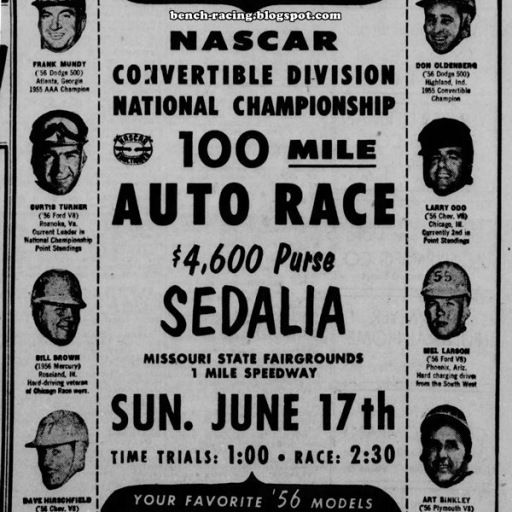 bench-racing.blogspot.com
NASCAR
CONVERTIBLE DIVISION
NATIONAL CHAMPIONSHIP
NASCAR
100 MILE
AUTO RACE
$4,600 Purse
SEDALIA
MISSOURI STATE FAIRGROUNDS
1 MILE SPEEDWAY
SUN. JUNE 17th
TIME TRIALS: 1:00 • RACE: 2:30
YOUR FAVORITE '56 MODELS
FRANK MUNDY
('56 Dodge 500)
Atlanta, Georgia
1955 AAA Champion
CURTIS TURNER
('56 Ford V8)
Roanoke, Va.
Current Leader in
National Championship
Point Standings
BILL BROWN
(1956 Mercury)
Roseland, Ill.
Hard-driving veteran
of Chicago Race wars.
DAVE HIRSCHFIELD
('56 Chev. V8)
DON OLDENBERG
('56 Dodge 500)
Highland, Ind.
1955 Convertible
Champion
LARRY ODO
('56 Chev. V8)
Chicago, Ill.
Currently 2nd in
Point Standings
55
MEL LARSON
('56 Ford V8)
Phoenix, Ariz.
Hard charging driver
from the South West
ART BINKLEY
('56 Plymouth V8)